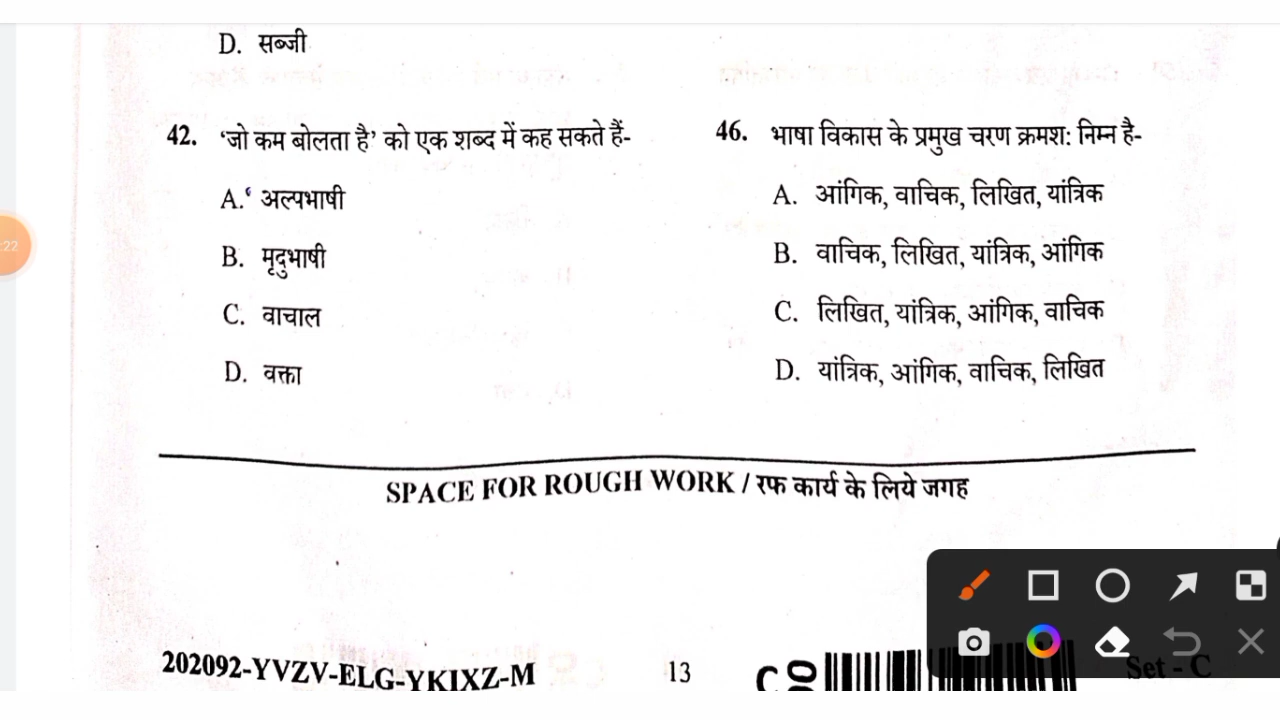 D. सब्जी
42. ‘जो कम बोलता है’ को एक शब्द में कह सकते हैं-
A. अल्पभाषी
B. मृदुभाषी
C. वाचाल
D. वक्ता
46. भाषा विकास के प्रमुख चरण क्रमश: निम्न है-
A. आंगिक, वाचिक, लिखित, यांत्रिक
B. वाचिक, लिखित, यांत्रिक, आंगिक
C. लिखित, यांत्रिक, आंगिक, वाचिक
D. यांत्रिक, आंगिक, वाचिक, लिखित
SPACE FOR ROUGH WORK / रफ कार्य के लिये जगह
202092-YVZV-ELG-YKIXZ-M
13
Set - C
:22